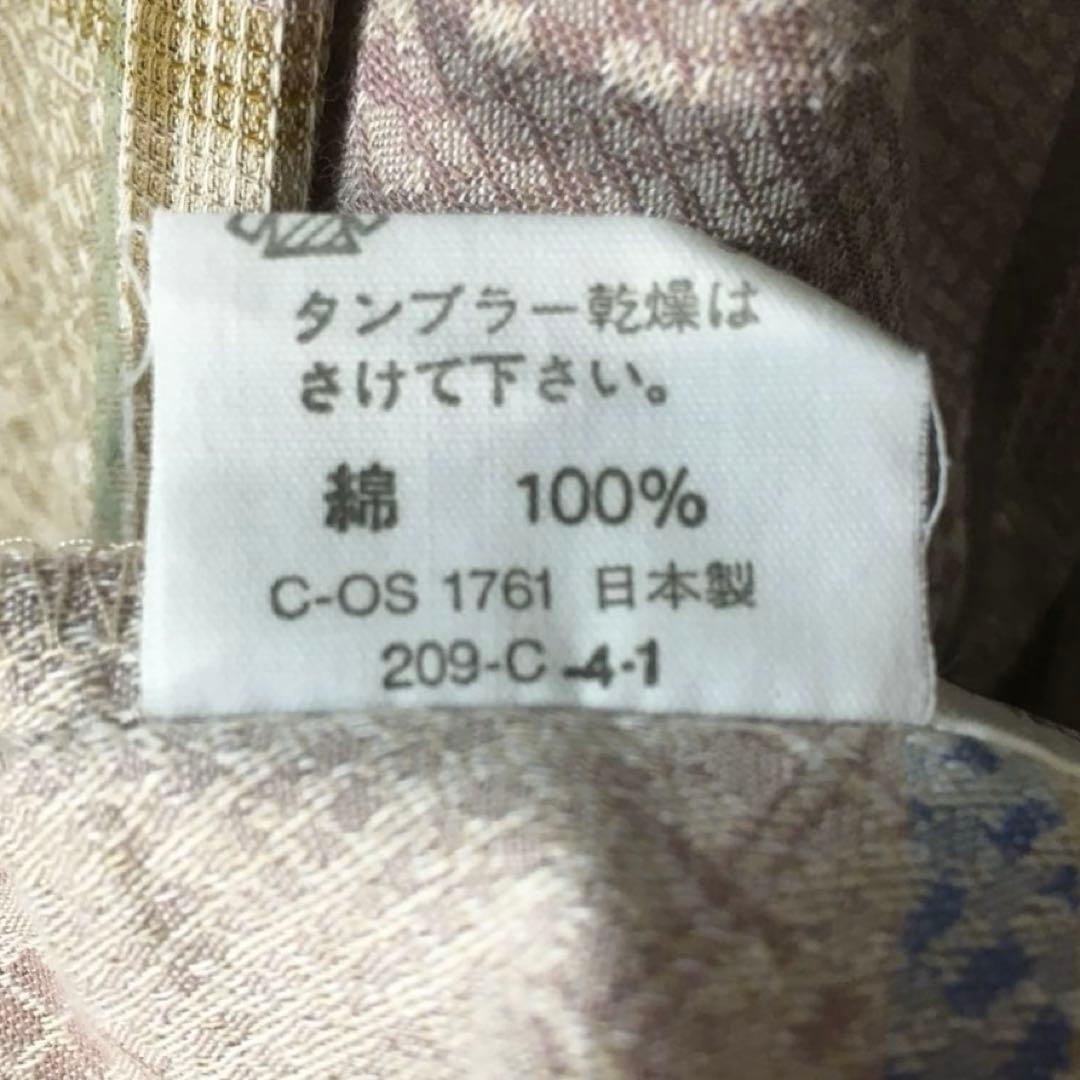 タンブラー乾燥は
さけて下さい。
綿 100%
C-OS 1761 日本製
209-C-4-1